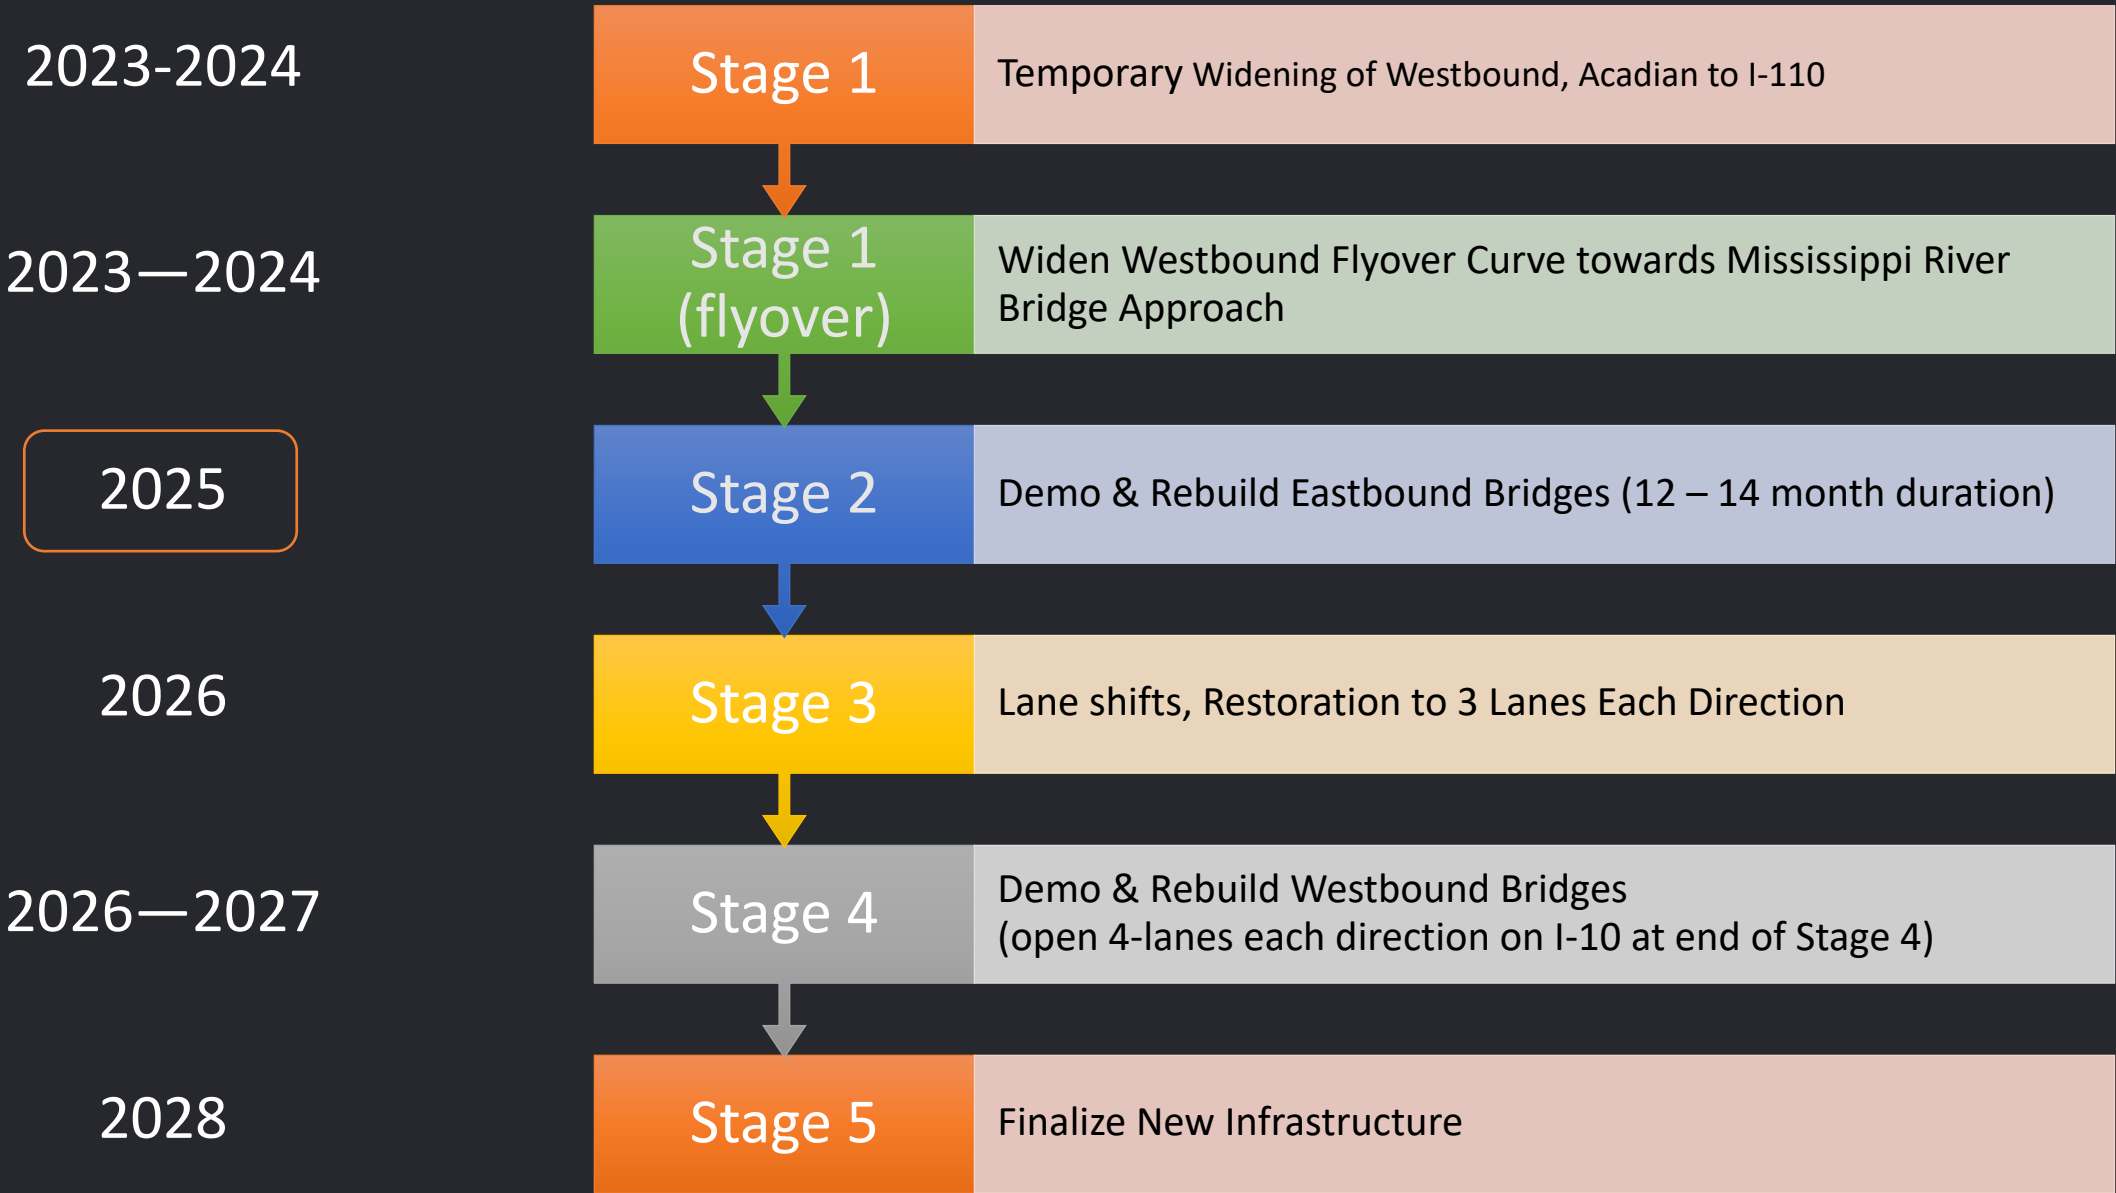 2023-2024
Stage 1
Temporary Widening of Westbound, Acadian to I-110
2023—2024
Stage 1
(flyover)
Widen Westbound Flyover Curve towards Mississippi River
Bridge Approach
2025
Stage 2
Demo & Rebuild Eastbound Bridges (12 – 14 month duration)
2026
Stage 3
Lane shifts, Restoration to 3 Lanes Each Direction
2026—2027
Stage 4
Demo & Rebuild Westbound Bridges
(open 4-lanes each direction on I-10 at end of Stage 4)
2028
Stage 5
Finalize New Infrastructure